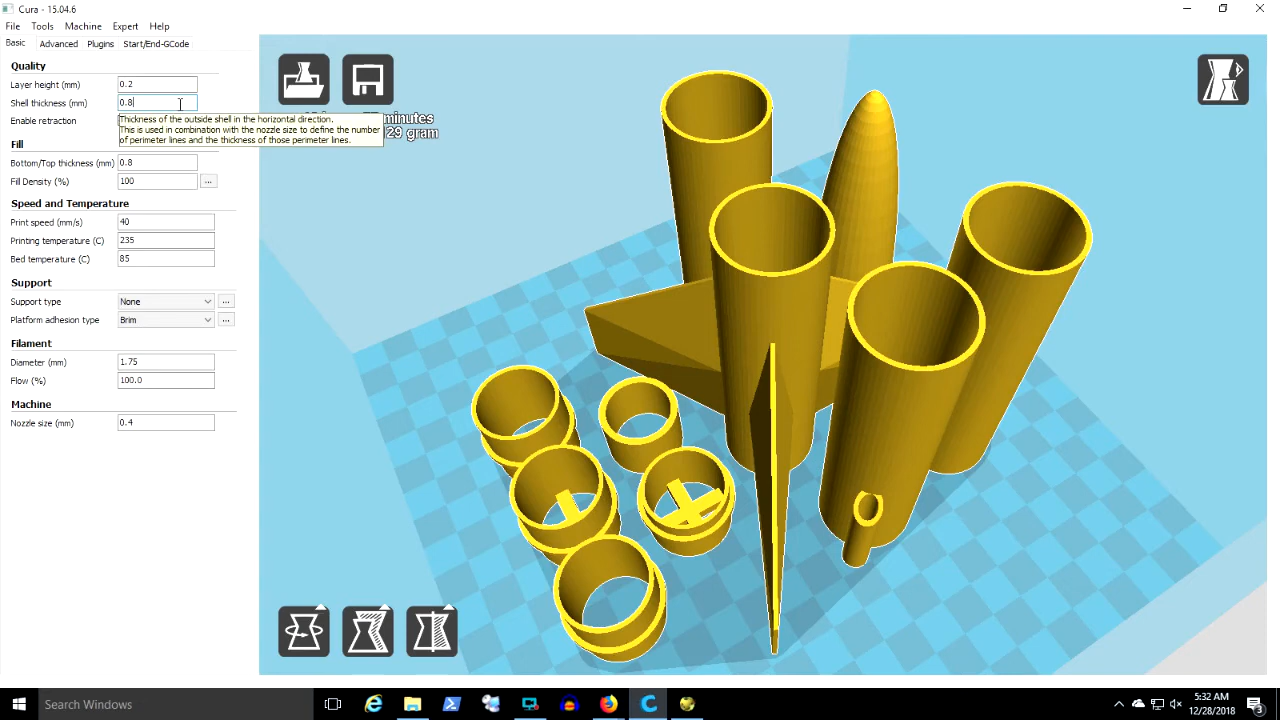 Cura - 15.04.6
File Tools Machine Expert Help
Basic Advanced Plugins Start/End-GCode
Quality
Layer height (mm) 0.2
Shell thickness (mm) 0.8
Enable retraction
Thickness of the outside shell in the horizontal direction.
This is used in combination with the nozzle size to define the number
of perimeter lines and the thickness of those perimeter lines.
minutes
29 gram
Fill
Bottom/Top thickness (mm) 0.8
Fill Density (%) 100 ...
Speed and Temperature
Print speed (mm/s) 40
Printing temperature (C) 235
Bed temperature (C) 85
Support
Support type None ...
Platform adhesion type Brim ...
Filament
Diameter (mm) 1.75
Flow (%) 100.0
Machine
Nozzle size (mm) 0.4
Search Windows
5:32 AM
12/28/2018
3